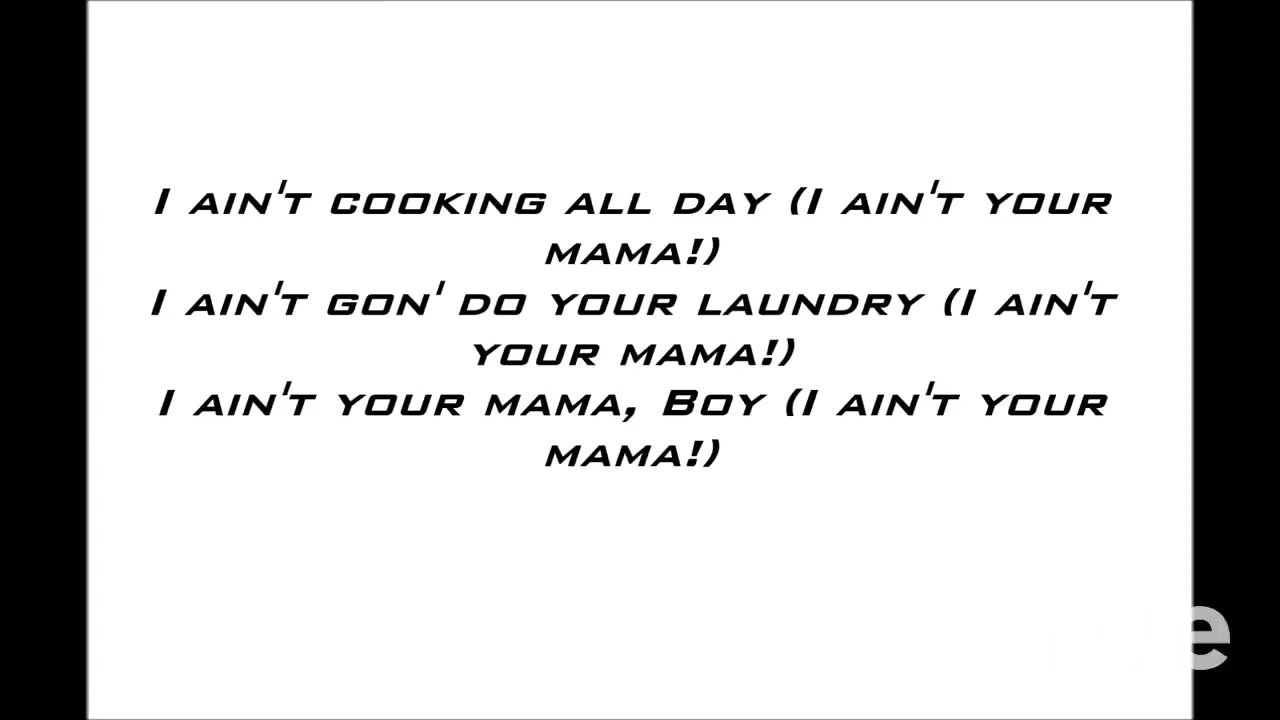 I AIN'T COOKING ALL DAY (I AIN'T YOUR
MAMA!)
I AIN'T GON' DO YOUR LAUNDRY (I AIN'T
YOUR MAMA!)
I AIN'T YOUR MAMA, BOY (I AIN'T YOUR
MAMA!)